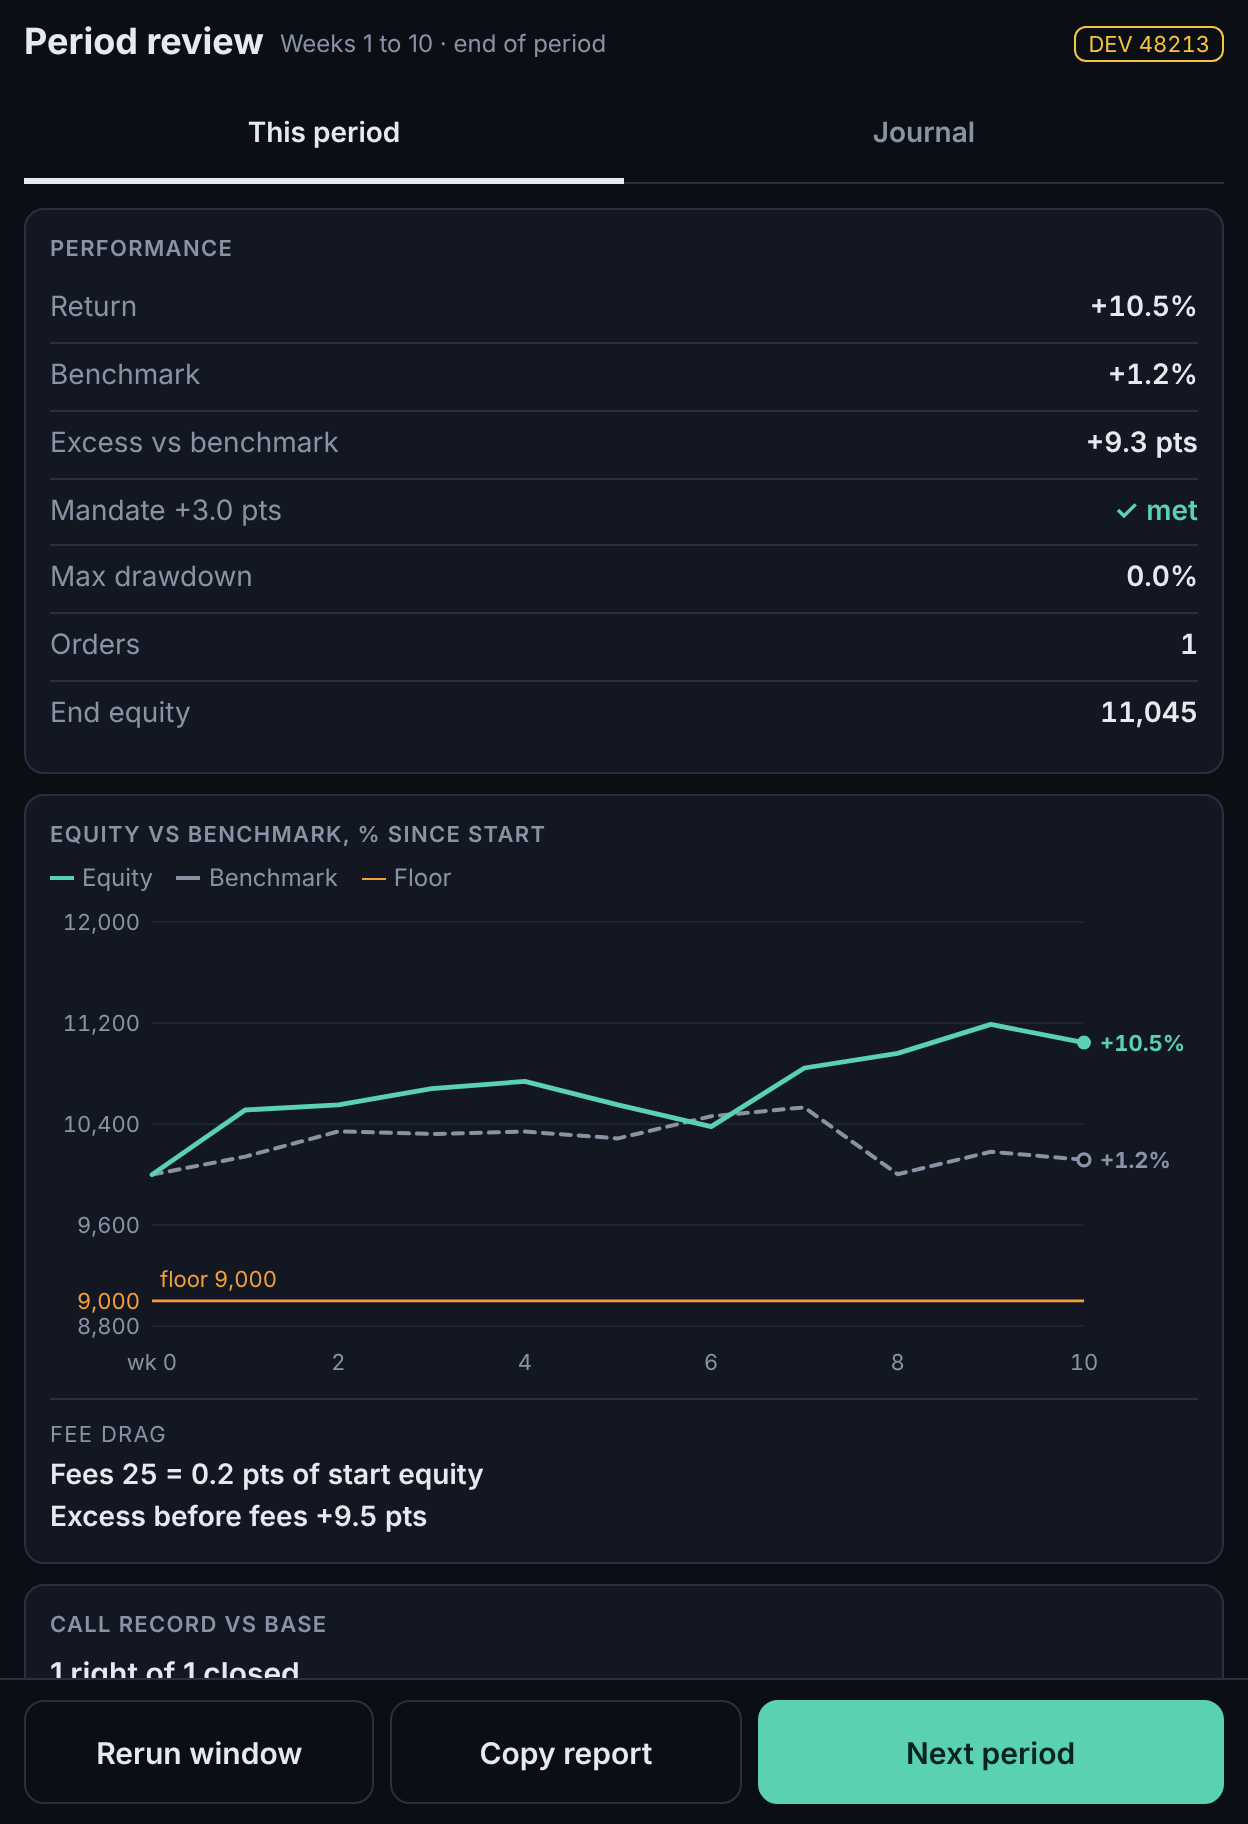 Period review Weeks 1 to 10 · end of period DEV 48213
This period Journal
PERFORMANCE
Return +10.5%
Benchmark +1.2%
Excess vs benchmark +9.3 pts
Mandate +3.0 pts ✓ met
Max drawdown 0.0%
Orders 1
End equity 11,045
EQUITY VS BENCHMARK, % SINCE START
Equity Benchmark Floor
12,000
11,200
+10.5%
10,400
+1.2%
9,600
floor 9,000
9,000
8,800
wk 0 2 4 6 8 10
FEE DRAG
Fees 25 = 0.2 pts of start equity
Excess before fees +9.5 pts
CALL RECORD VS BASE
1 right of 1 closed
Rerun window Copy report Next period